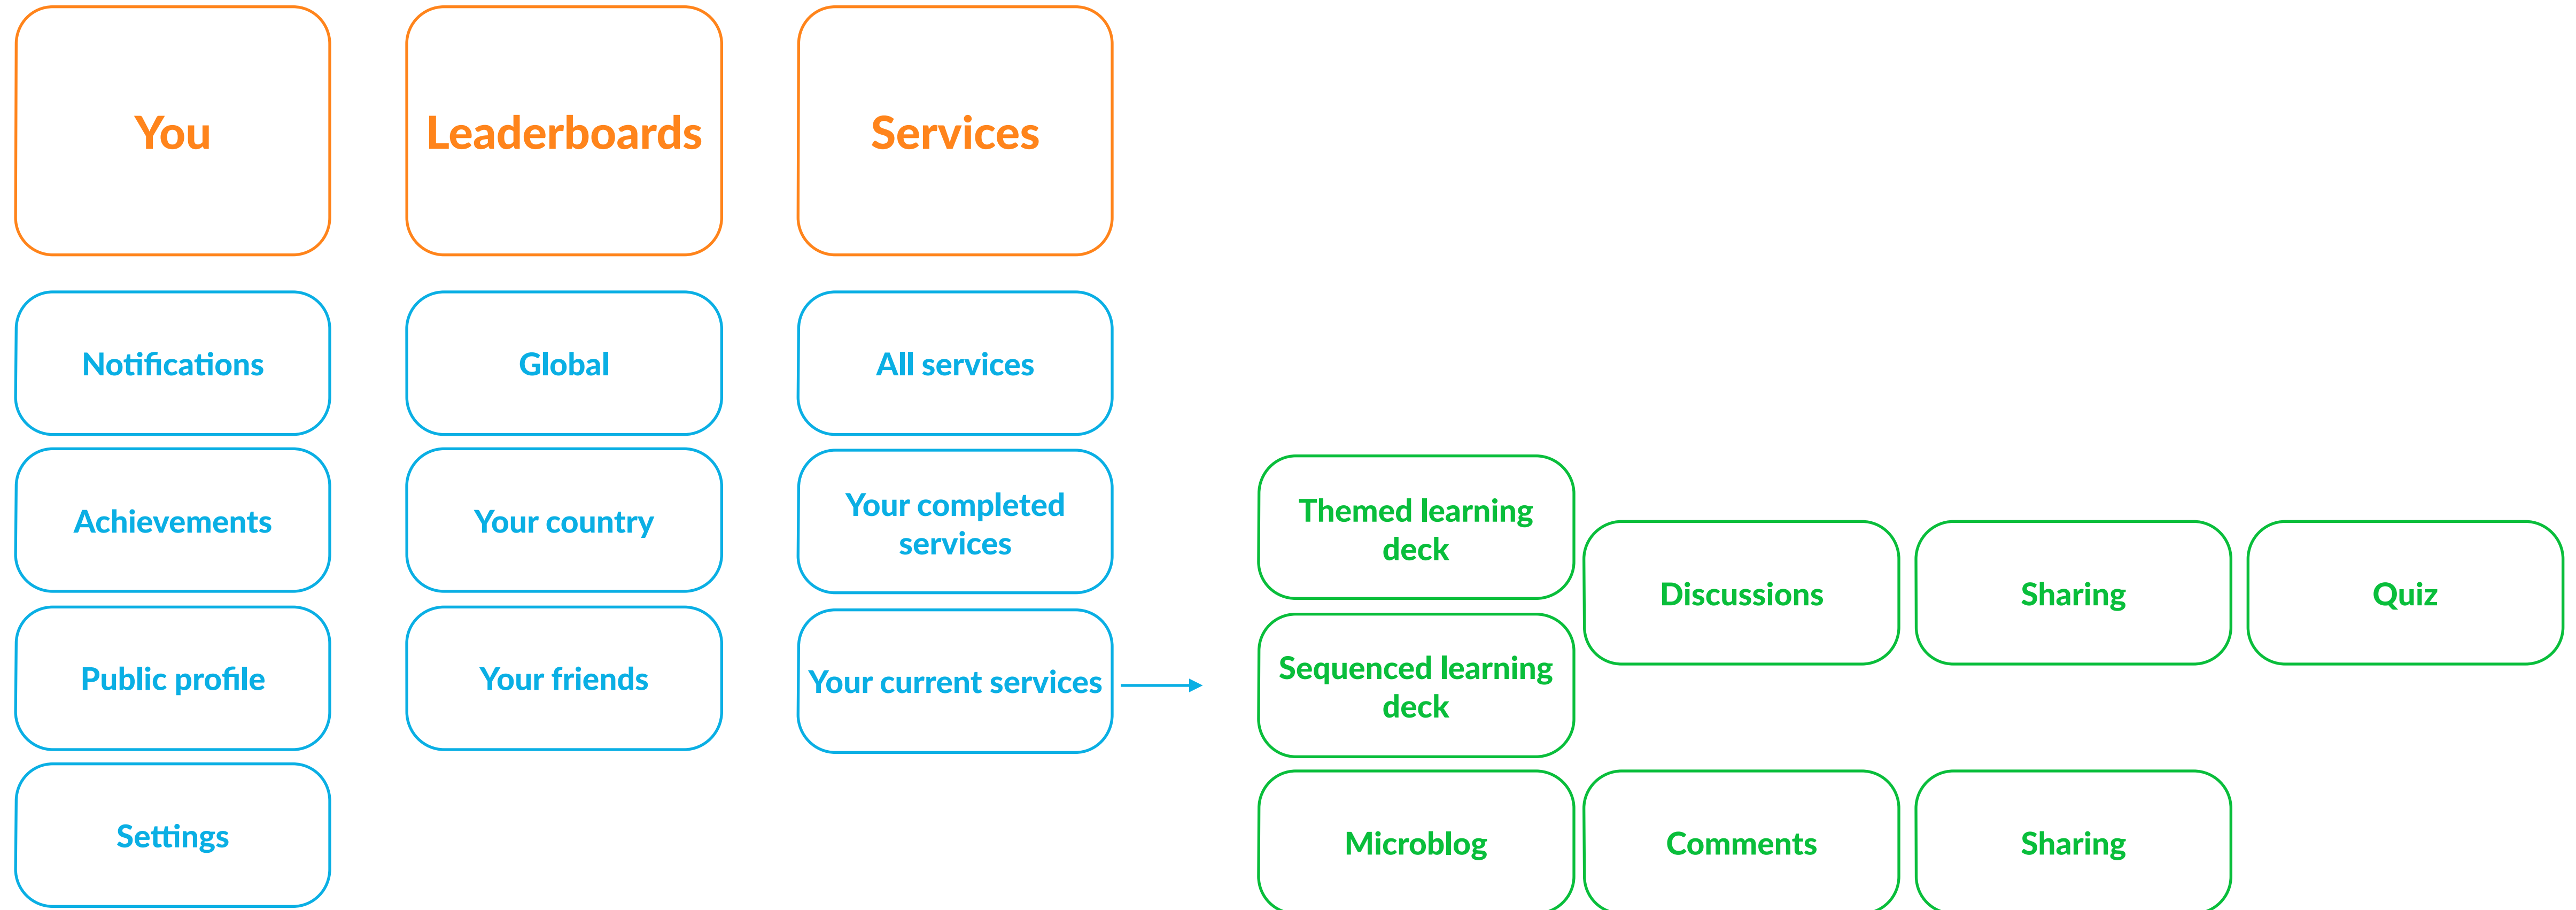 You
Leaderboards
Services
Notifications
Global
All services
Achievements
Your country
Your completed
services
Public profile
Your friends
Your current services
Settings
Themed learning
deck
Sequenced learning
deck
Discussions
Sharing
Quiz
Microblog
Comments
Sharing